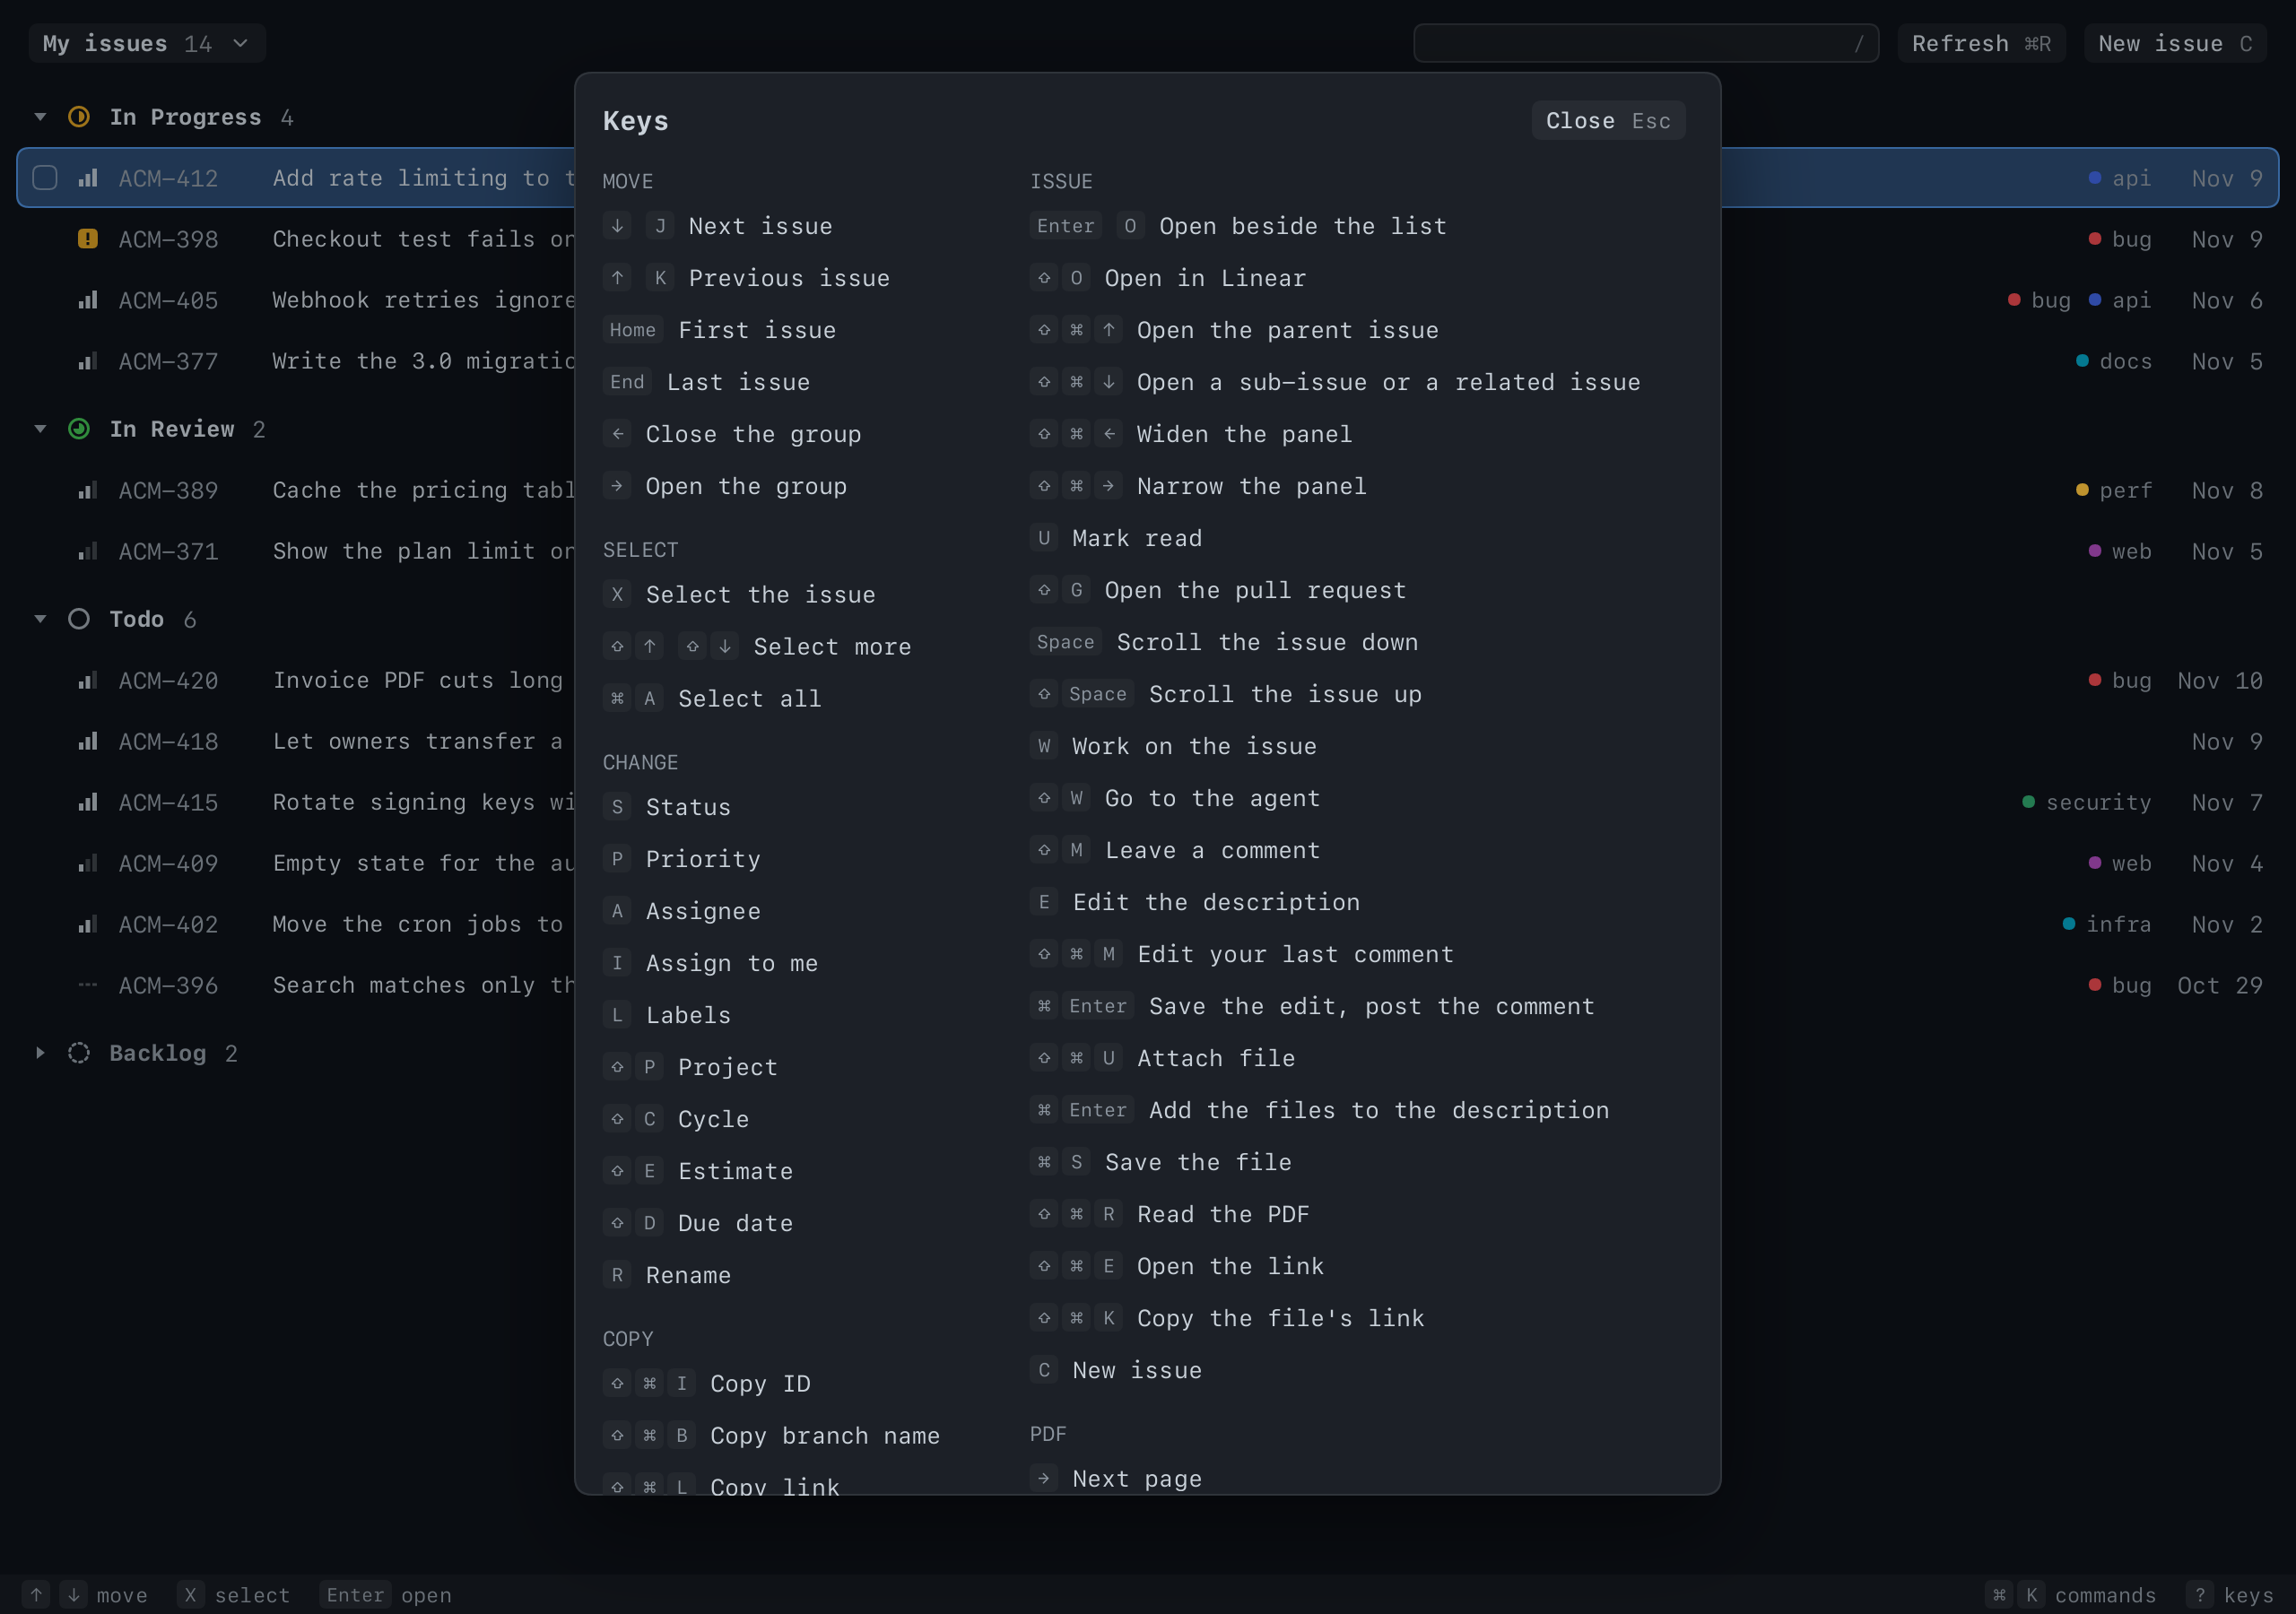 My issues 14
/
Refresh ⌘R
New issue C
In Progress 4
ACM-412 Add rate limiting to t
api Nov 9
ACM-398 Checkout test fails on
bug Nov 9
ACM-405 Webhook retries ignore
bug api Nov 6
ACM-377 Write the 3.0 migratio
docs Nov 5
In Review 2
ACM-389 Cache the pricing tabl
perf Nov 8
ACM-371 Show the plan limit on
web Nov 5
Todo 6
ACM-420 Invoice PDF cuts long
bug Nov 10
ACM-418 Let owners transfer a
Nov 9
ACM-415 Rotate signing keys wi
security Nov 7
ACM-409 Empty state for the au
web Nov 4
ACM-402 Move the cron jobs to
infra Nov 2
ACM-396 Search matches only th
bug Oct 29
Backlog 2
Keys
Close Esc
MOVE
↓ J Next issue
↑ K Previous issue
Home First issue
End Last issue
← Close the group
→ Open the group
SELECT
X Select the issue
⇧ ↑ ⇧ ↓ Select more
⌘ A Select all
CHANGE
S Status
P Priority
A Assignee
I Assign to me
L Labels
⇧ P Project
⇧ C Cycle
⇧ E Estimate
⇧ D Due date
R Rename
COPY
⇧ ⌘ I Copy ID
⇧ ⌘ B Copy branch name
⇧ ⌘ L Copy link
ISSUE
Enter O Open beside the list
⇧ O Open in Linear
⇧ ⌘ ↑ Open the parent issue
⇧ ⌘ ↓ Open a sub-issue or a related issue
⇧ ⌘ ← Widen the panel
⇧ ⌘ → Narrow the panel
U Mark read
⇧ G Open the pull request
Space Scroll the issue down
⇧ Space Scroll the issue up
W Work on the issue
⇧ W Go to the agent
⇧ M Leave a comment
E Edit the description
⇧ ⌘ M Edit your last comment
⌘ Enter Save the edit, post the comment
⇧ ⌘ U Attach file
⌘ Enter Add the files to the description
⌘ S Save the file
⇧ ⌘ R Read the PDF
⇧ ⌘ E Open the link
⇧ ⌘ K Copy the file's link
C New issue
PDF
→ Next page
↑ ↓ move X select Enter open
⌘ K commands ? keys